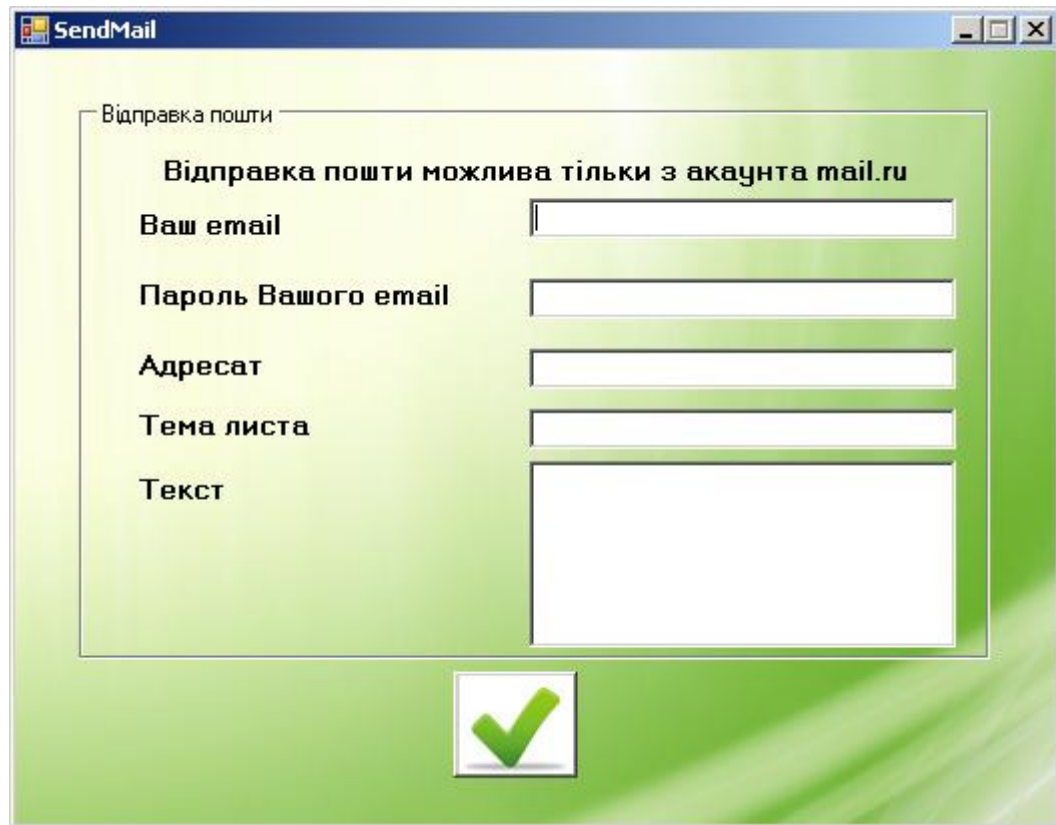 SendMail
Відправка пошти
Відправка пошти можлива тільки з акаунта mail.ru
Ваш email
Пароль Вашого email
Адресат
Тема листа
Текст